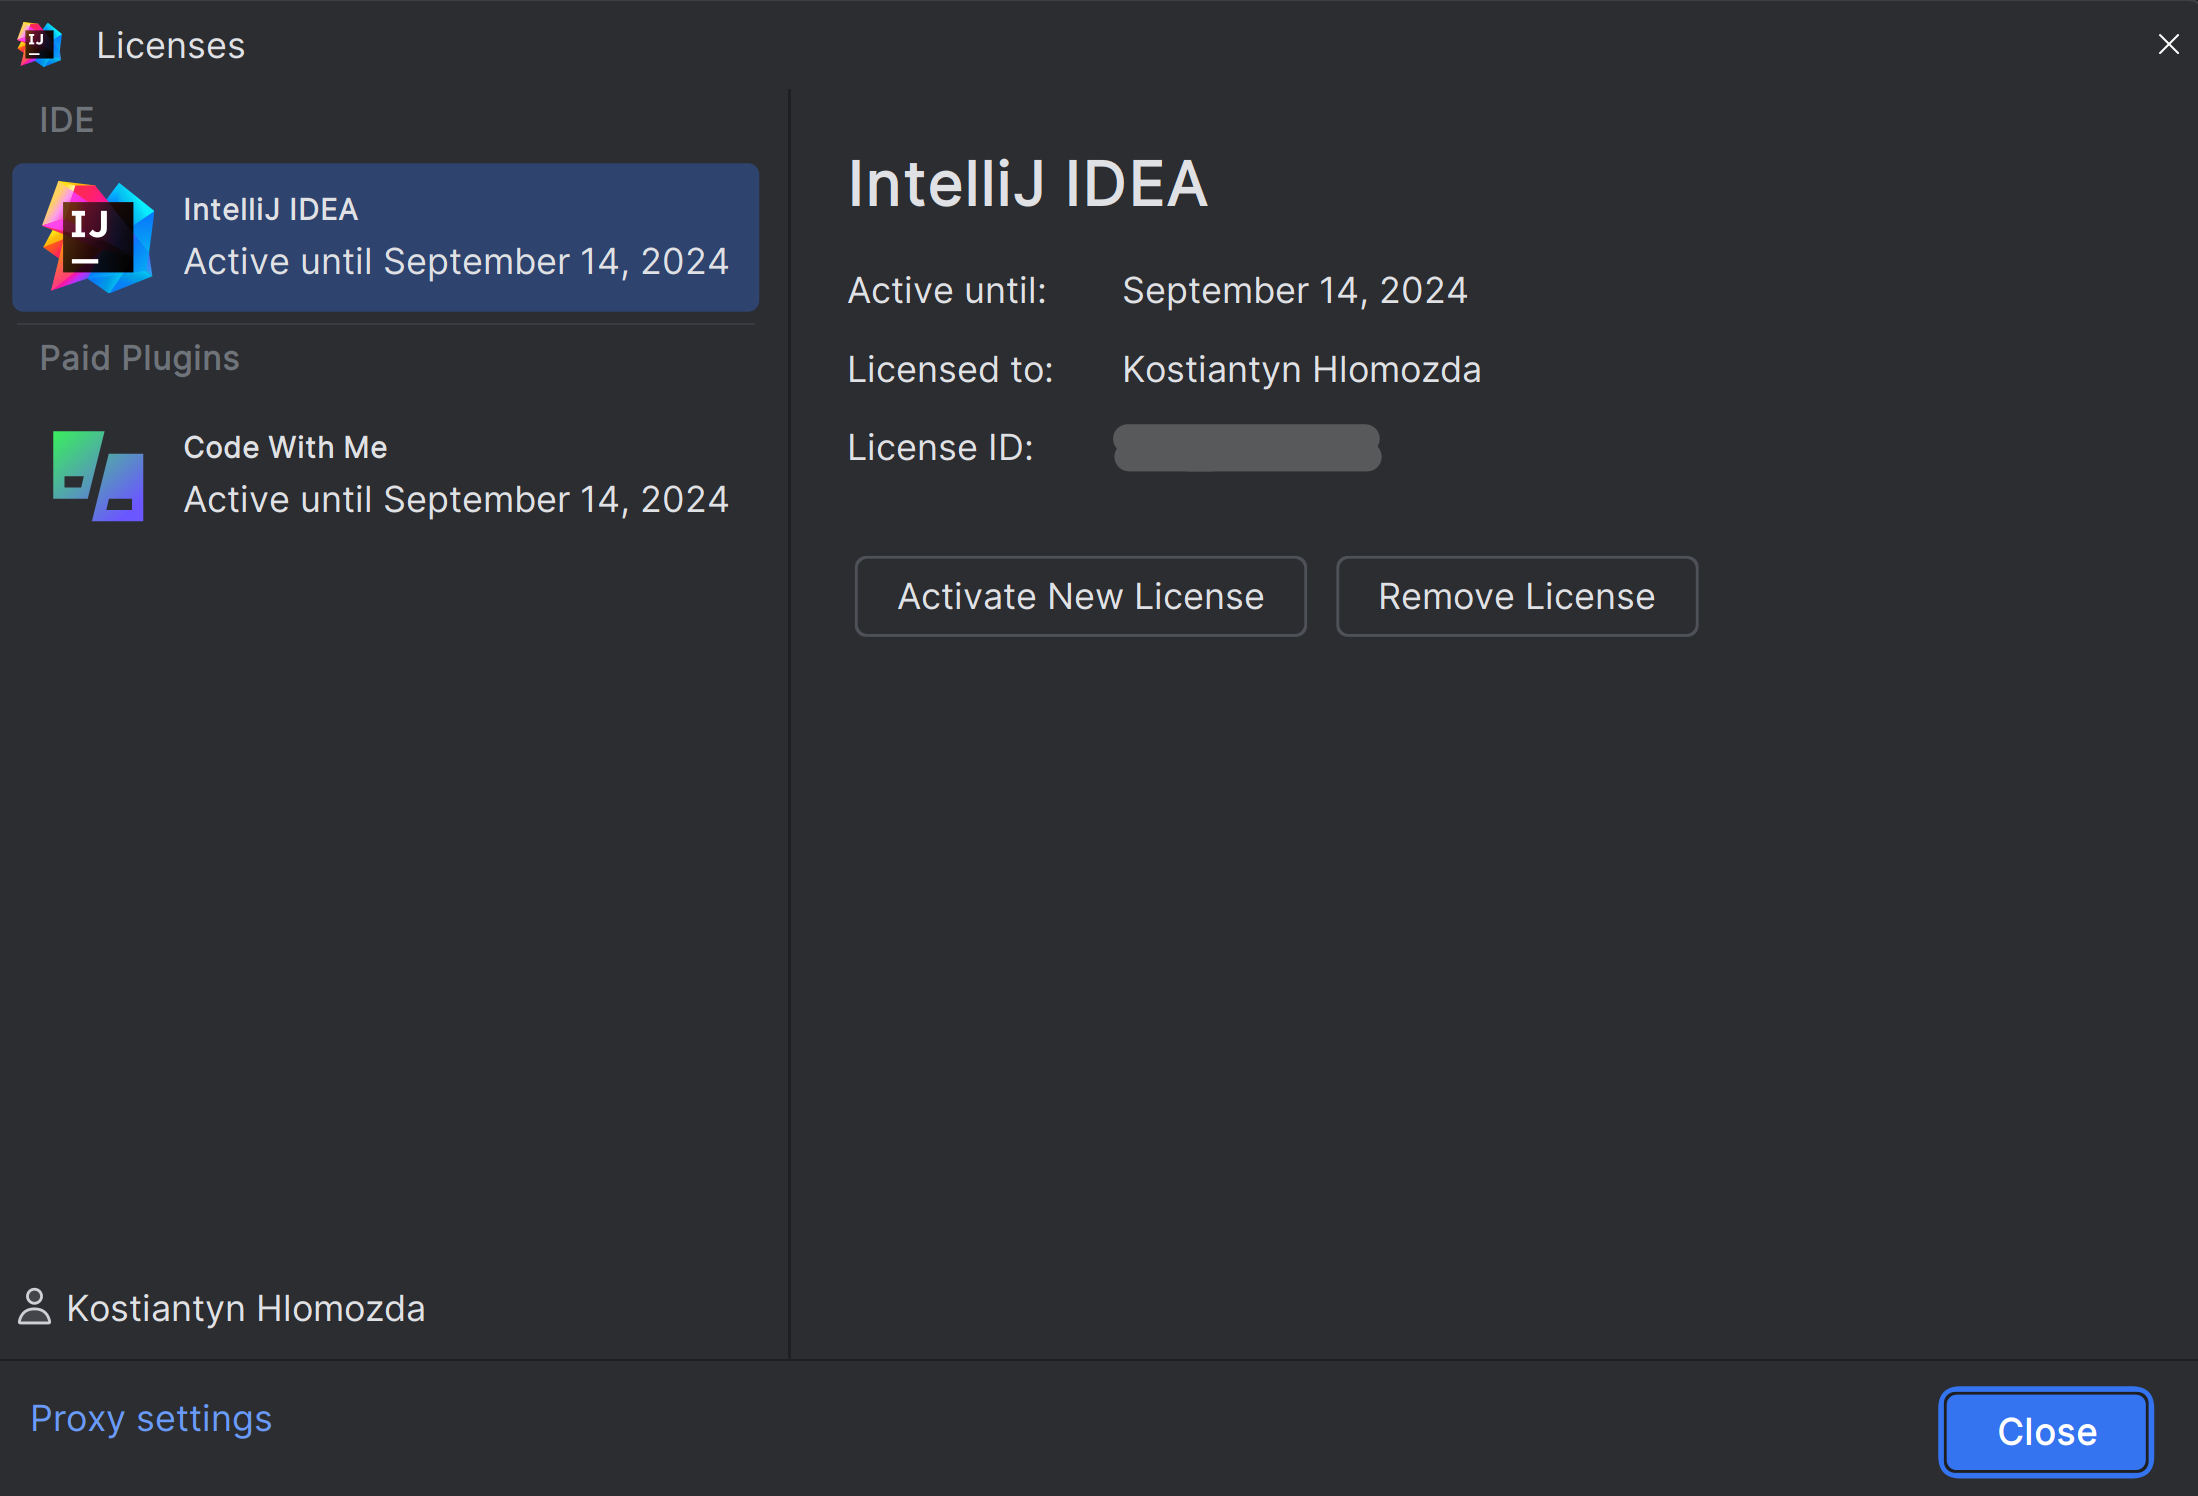 IJ
Licenses
IDE
IJ
IntelliJ IDEA
Active until September 14, 2024
Paid Plugins
Code With Me
Active until September 14, 2024
Kostiantyn Hlomozda
IntelliJ IDEA
Active until: September 14, 2024
Licensed to: Kostiantyn Hlomozda
License ID:
Activate New License Remove License
Proxy settings
Close